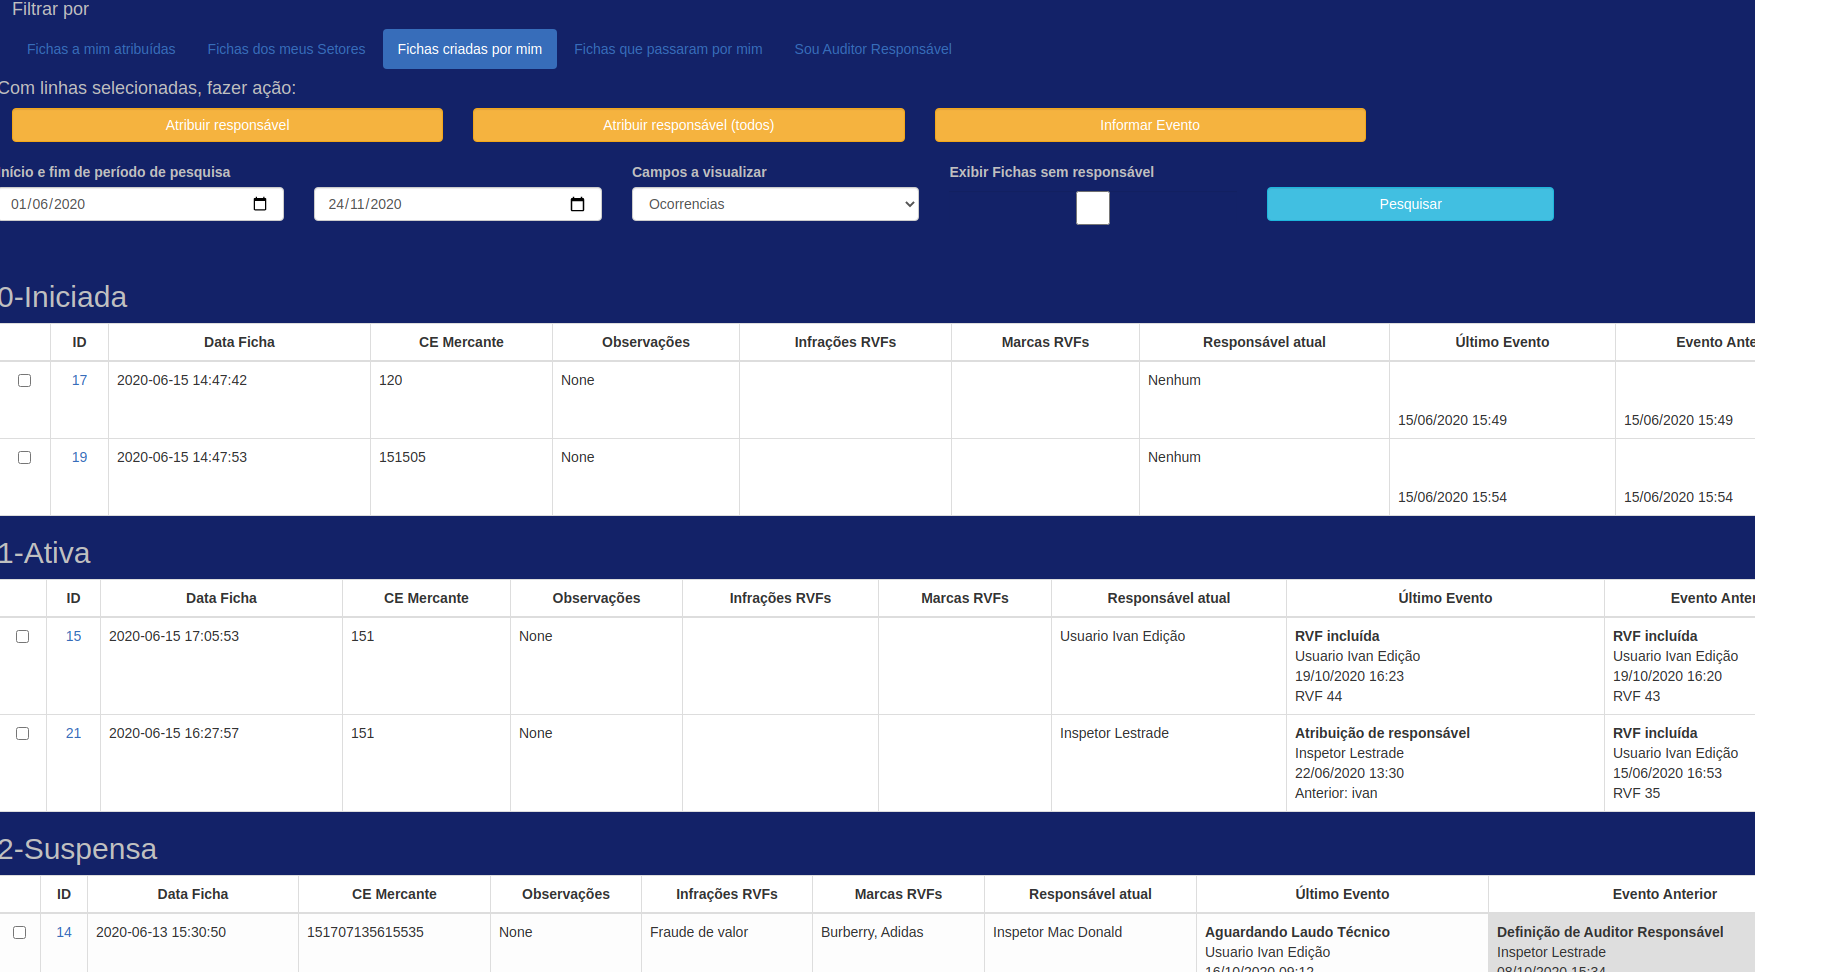 Filtrar por
Fichas a mim atribuídas Fichas dos meus Setores Fichas criadas por mim Fichas que passaram por mim Sou Auditor Responsável
Com linhas selecionadas, fazer ação:
Atribuir responsável Atribuir responsável (todos) Informar Evento
Início e fim de período de pesquisa Campos a visualizar Exibir Fichas sem responsável
01/06/2020 24/11/2020 Ocorrencias Pesquisar
0-Iniciada
ID Data Ficha CE Mercante Observações Infrações RVFs Marcas RVFs Responsável atual Último Evento Evento Ante
17 2020-06-15 14:47:42 120 None Nenhum
15/06/2020 15:49 15/06/2020 15:49
19 2020-06-15 14:47:53 151505 None Nenhum
15/06/2020 15:54 15/06/2020 15:54
1-Ativa
ID Data Ficha CE Mercante Observações Infrações RVFs Marcas RVFs Responsável atual Último Evento Evento Anter
15 2020-06-15 17:05:53 151 None Usuario Ivan Edição RVF incluída RVF incluída
Usuario Ivan Edição Usuario Ivan Edição
19/10/2020 16:23 19/10/2020 16:20
RVF 44 RVF 43
21 2020-06-15 16:27:57 151 None Inspetor Lestrade Atribuição de responsável RVF incluída
Inspetor Lestrade Usuario Ivan Edição
22/06/2020 13:30 15/06/2020 16:53
Anterior: ivan RVF 35
2-Suspensa
ID Data Ficha CE Mercante Observações Infrações RVFs Marcas RVFs Responsável atual Último Evento Evento Anterior
14 2020-06-13 15:30:50 151707135615535 None Fraude de valor Burberry, Adidas Inspetor Mac Donald Aguardando Laudo Técnico Definição de Auditor Responsável
Usuario Ivan Edição Inspetor Lestrade
16/10/2020 09:12 08/10/2020 15:34